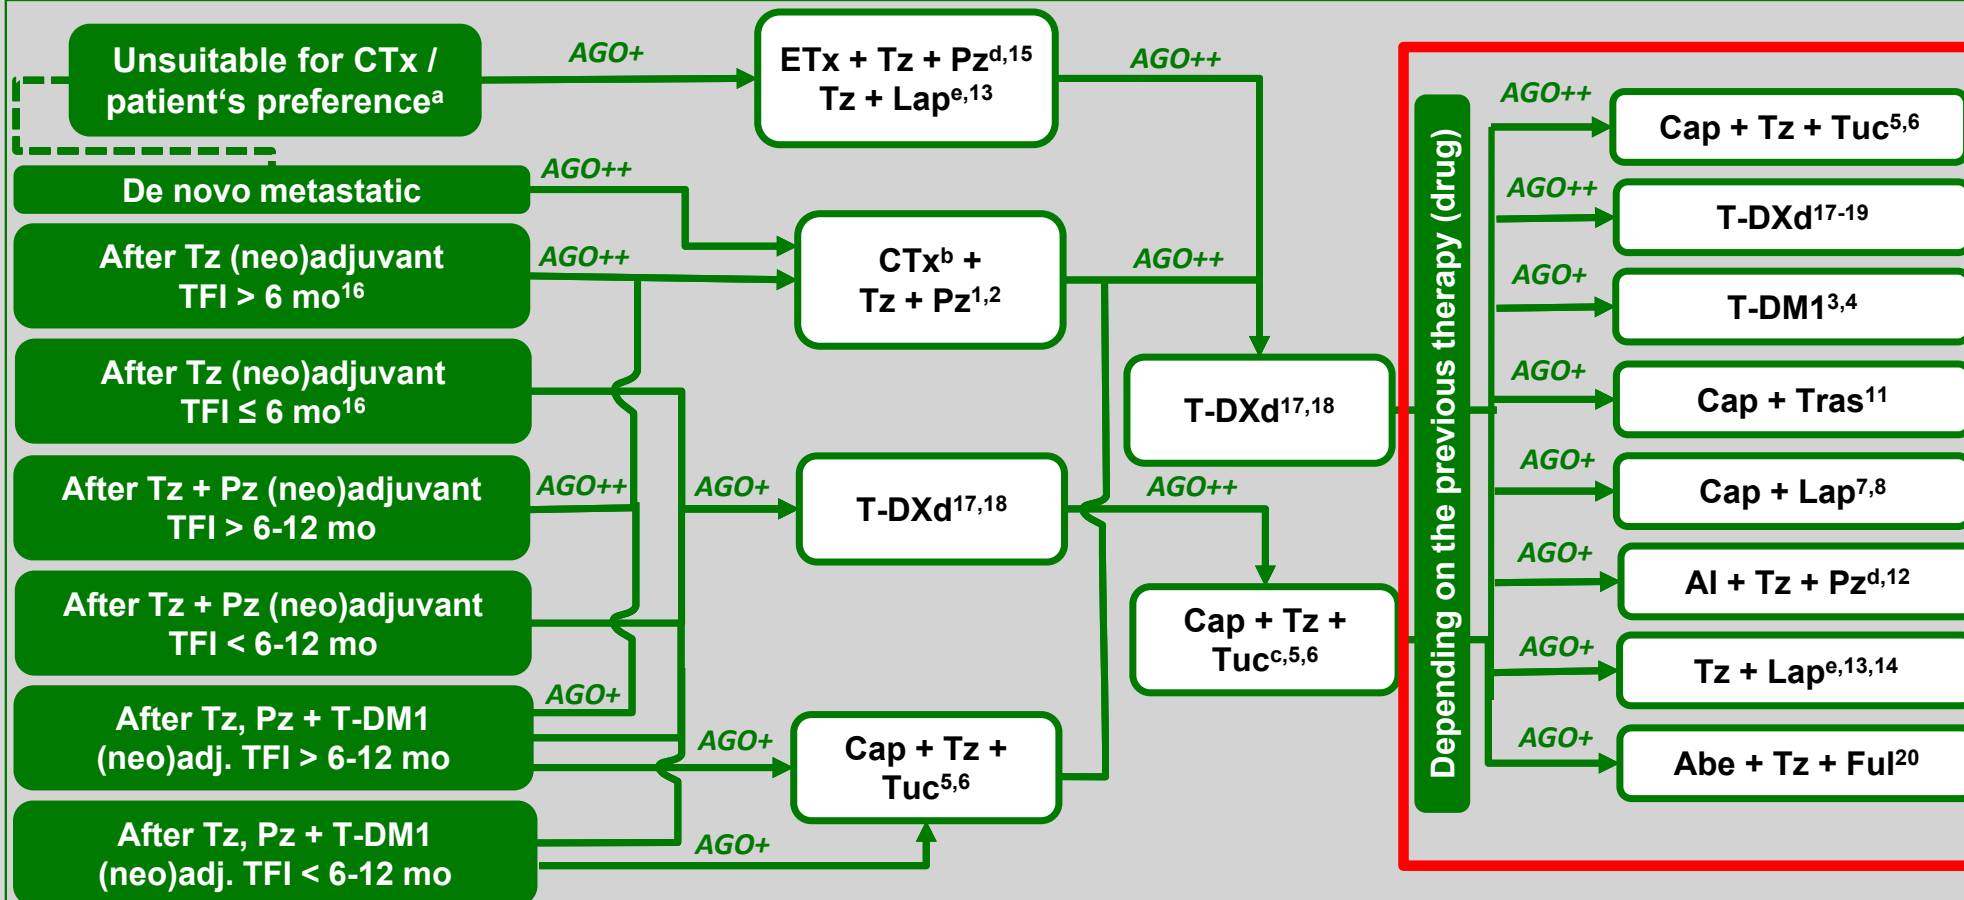 Unsuitable for CTx /
patient‘s preferenceᵃ
AGO+
ETx + Tz + Pzᵈ,¹⁵
Tz + Lapᵉ,¹³
AGO++
De novo metastatic
AGO++
After Tz (neo)adjuvant
TFI > 6 mo¹⁶
AGO++
CTxᵇ +
Tz + Pz¹,²
AGO++
After Tz (neo)adjuvant
TFI ≤ 6 mo¹⁶
T-DXd¹⁷,¹⁸
After Tz + Pz (neo)adjuvant
TFI > 6-12 mo
AGO++
AGO+
T-DXd¹⁷,¹⁸
AGO++
After Tz + Pz (neo)adjuvant
TFI < 6-12 mo
Cap + Tz +
Tucᶜ,⁵,⁶
After Tz, Pz + T-DM1
(neo)adj. TFI > 6-12 mo
AGO+
AGO+
Cap + Tz +
Tuc⁵,⁶
After Tz, Pz + T-DM1
(neo)adj. TFI < 6-12 mo
AGO+
Depending on the previous therapy (drug)
AGO++
Cap + Tz + Tuc⁵,⁶
AGO++
T-DXd¹⁷⁻¹⁹
AGO+
T-DM1³,⁴
AGO+
Cap + Tras¹¹
AGO+
Cap + Lap⁷,⁸
AGO+
AI + Tz + Pzᵈ,¹²
AGO+
Tz + Lapᵉ,¹³,¹⁴
AGO+
Abe + Tz + Ful²⁰